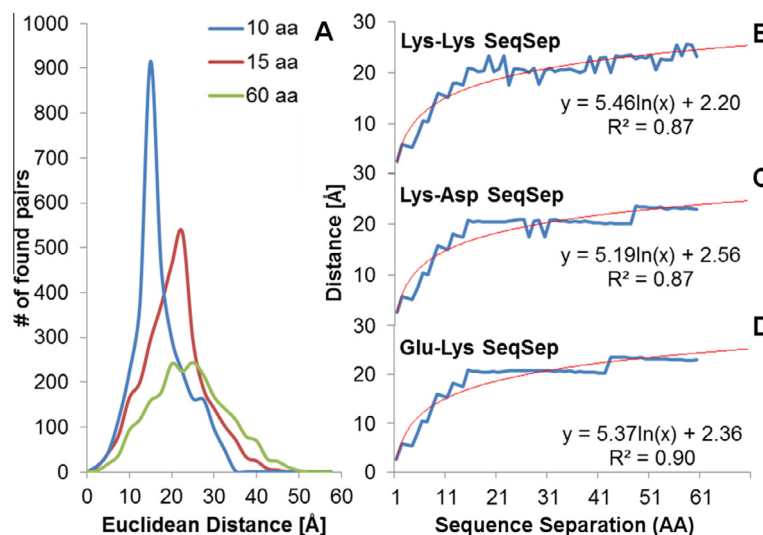 A
10 aa
15 aa
60 aa
# of found pairs
1000
900
800
700
600
500
400
300
200
100
0
0 10 20 30 40 50 60
Euclidean Distance [Å]
B
Lys-Lys SeqSep
y = 5.46ln(x) + 2.20
R² = 0.87
30
20
10
30
C
Lys-Asp SeqSep
y = 5.19ln(x) + 2.56
R² = 0.87
Distance [Å]
20
10
30
D
Glu-Lys SeqSep
y = 5.37ln(x) + 2.36
R² = 0.90
20
10
0
1 11 21 31 41 51 61
Sequence Separation (AA)